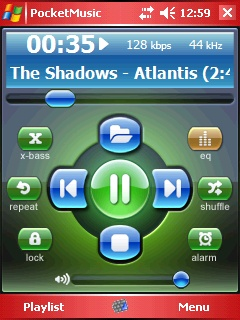 PocketMusic 12:59
00:35 128 kbps 44 kHz
The Shadows - Atlantis (2:4
x-bass eq
repeat shuffle
lock alarm
Playlist Menu